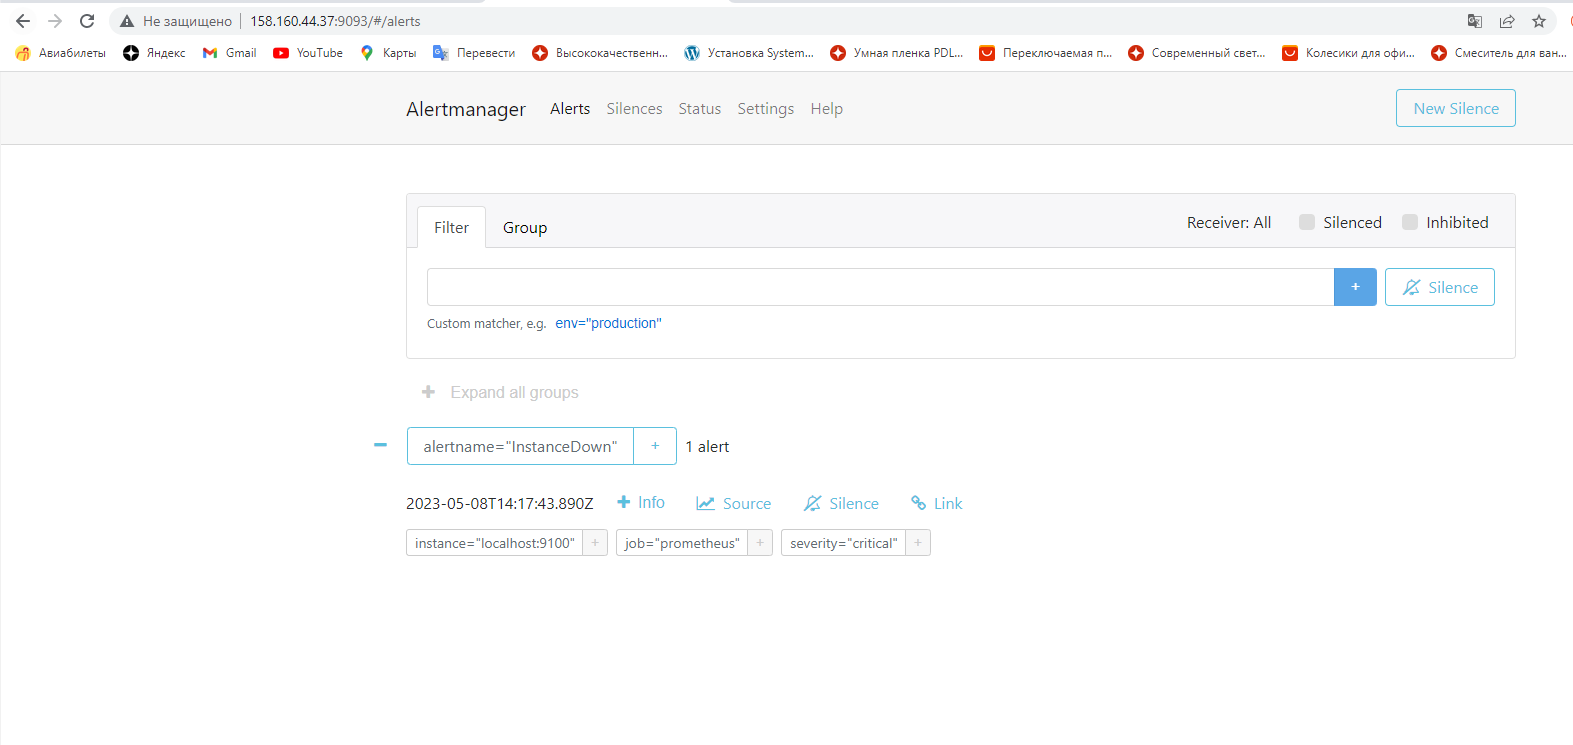 Не защищено 158.160.44.37:9093/#/alerts
Авиабилеты Яндекс Gmail YouTube Карты Перевести Высококачественн... Установка System... Умная пленка PDL... Переключаемая п... Современный свет... Колесики для офи... Смеситель для ван...
Alertmanager Alerts Silences Status Settings Help New Silence
Filter Group Receiver: All Silenced Inhibited
+ Silence
Custom matcher, e.g. env="production"
+ Expand all groups
- alertname="InstanceDown" + 1 alert
2023-05-08T14:17:43.890Z + Info Source Silence Link
instance="localhost:9100" + job="prometheus" + severity="critical" +